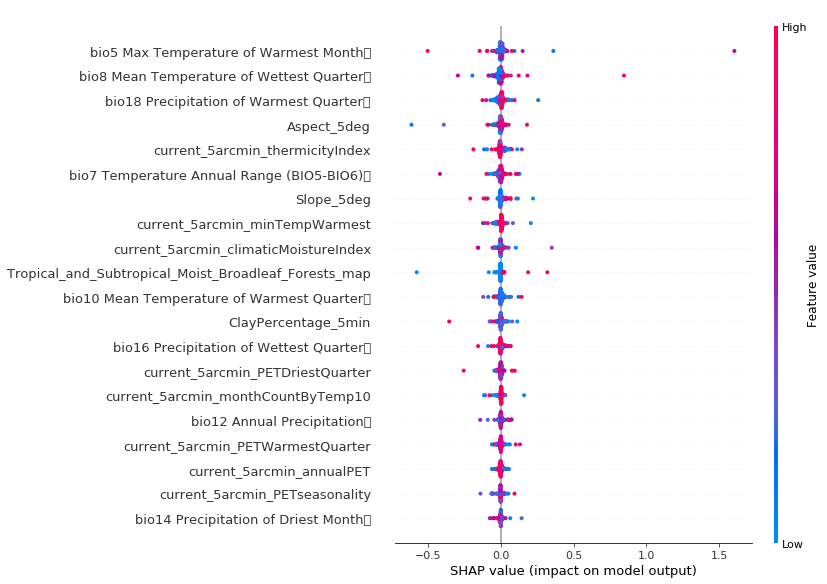 High
bio5 Max Temperature of Warmest Month
bio8 Mean Temperature of Wettest Quarter
bio18 Precipitation of Warmest Quarter
Aspect_5deg
current_5arcmin_thermicityIndex
bio7 Temperature Annual Range (BIO5-BIO6)
Slope_5deg
current_5arcmin_minTempWarmest
current_5arcmin_climaticMoistureIndex
Tropical_and_Subtropical_Moist_Broadleaf_Forests_map
bio10 Mean Temperature of Warmest Quarter
ClayPercentage_5min
bio16 Precipitation of Wettest Quarter
current_5arcmin_PETDriestQuarter
current_5arcmin_monthCountByTemp10
bio12 Annual Precipitation
current_5arcmin_PETWarmestQuarter
current_5arcmin_annualPET
current_5arcmin_PETseasonality
bio14 Precipitation of Driest Month
Feature value
Low
−0.5 0.0 0.5 1.0 1.5
SHAP value (impact on model output)